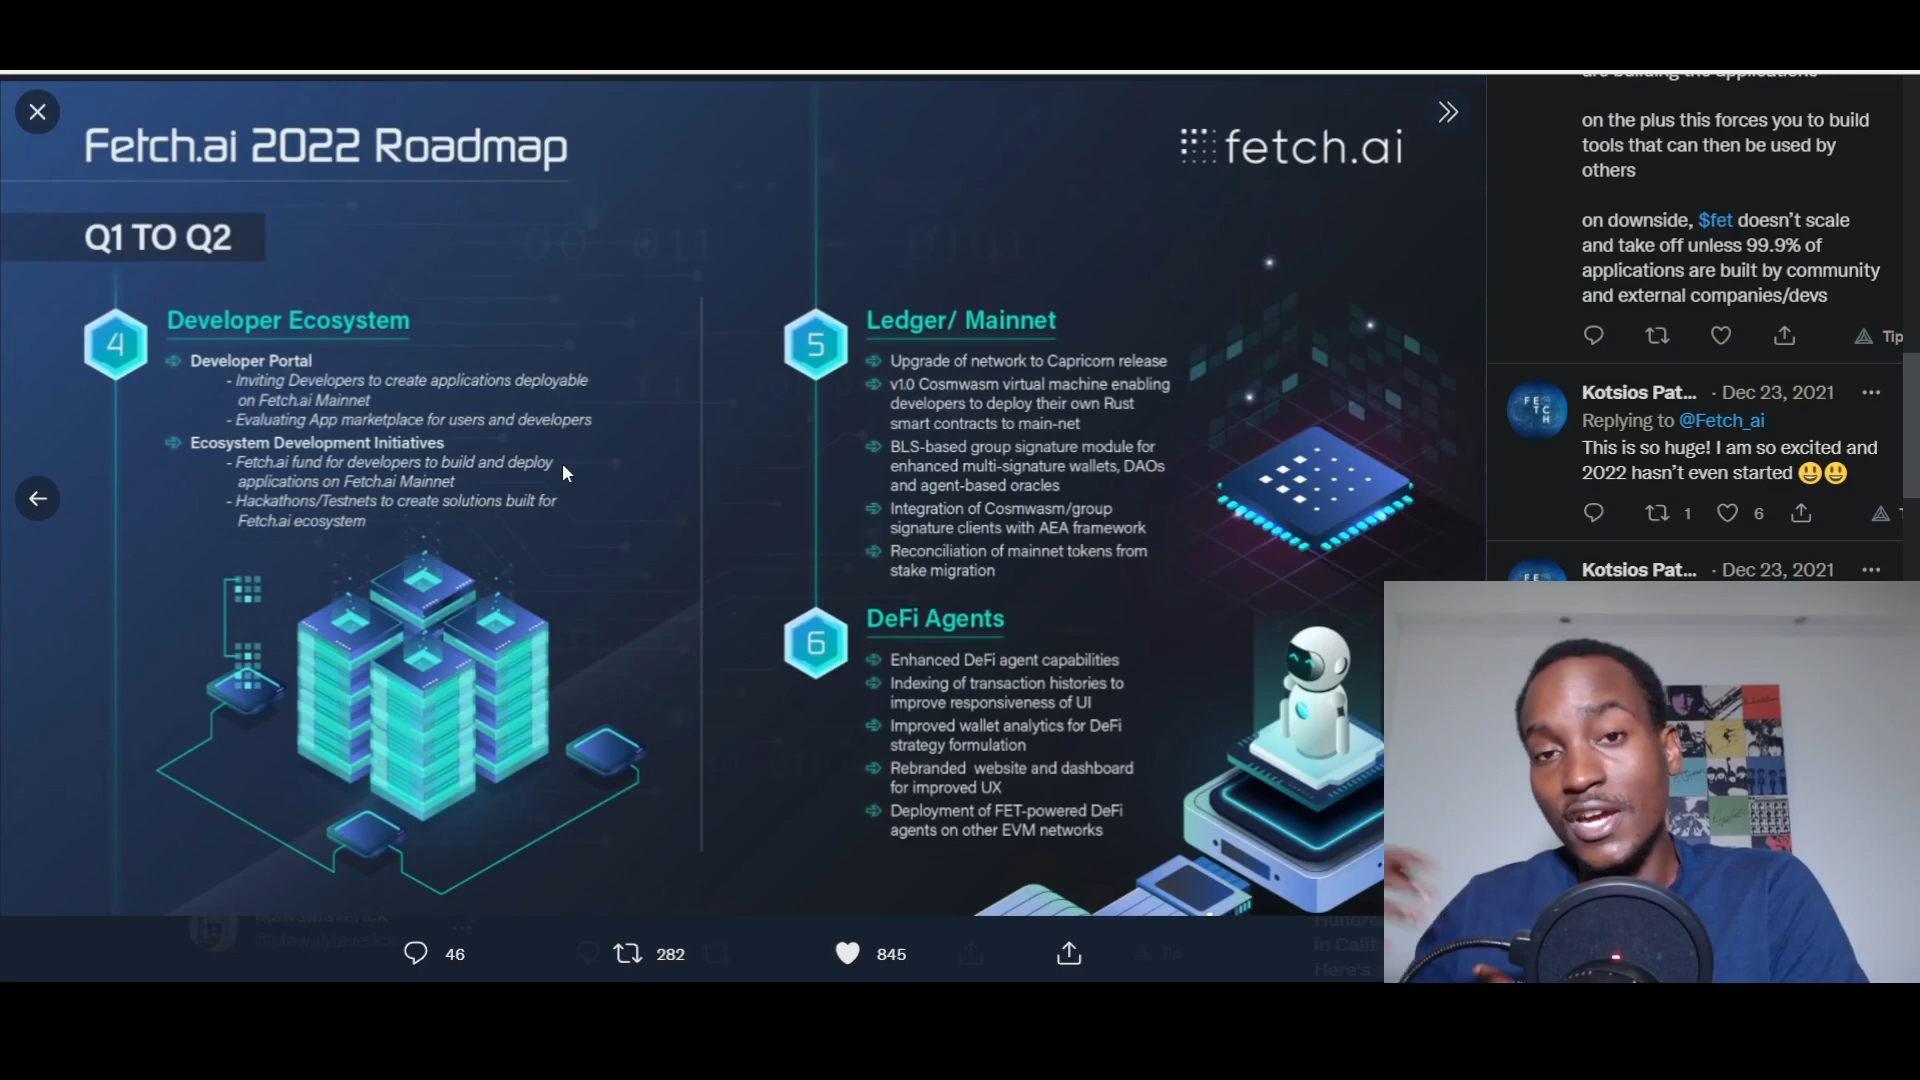 Fetch.ai 2022 Roadmap
fetch.ai
Q1 TO Q2
4
Developer Ecosystem
Developer Portal
- Inviting Developers to create applications deployable
on Fetch.ai Mainnet
- Evaluating App marketplace for users and developers
Ecosystem Development Initiatives
- Fetch.ai fund for developers to build and deploy
applications on Fetch.ai Mainnet
- Hackathons/Testnets to create solutions built for
Fetch.ai ecosystem
5
Ledger/ Mainnet
Upgrade of network to Capricorn release
v1.0 Cosmwasm virtual machine enabling
developers to deploy their own Rust
smart contracts to main-net
BLS-based group signature module for
enhanced multi-signature wallets, DAOs
and agent-based oracles
Integration of Cosmwasm/group
signature clients with AEA framework
Reconciliation of mainnet tokens from
stake migration
6
DeFi Agents
Enhanced DeFi agent capabilities
Indexing of transaction histories to
improve responsiveness of UI
Improved wallet analytics for DeFi
strategy formulation
Rebranded website and dashboard
for improved UX
Deployment of FET-powered DeFi
agents on other EVM networks
46
282
845
are building the applications
on the plus this forces you to build
tools that can then be used by
others
on downside, $fet doesn't scale
and take off unless 99.9% of
applications are built by community
and external companies/devs
Tip
Kotsios Pat... · Dec 23, 2021 ...
Replying to @Fetch_ai
This is so huge! I am so excited and
2022 hasn't even started 😃😃
1 6
Kotsios Pat... · Dec 23, 2021 ...
FE
TC
H